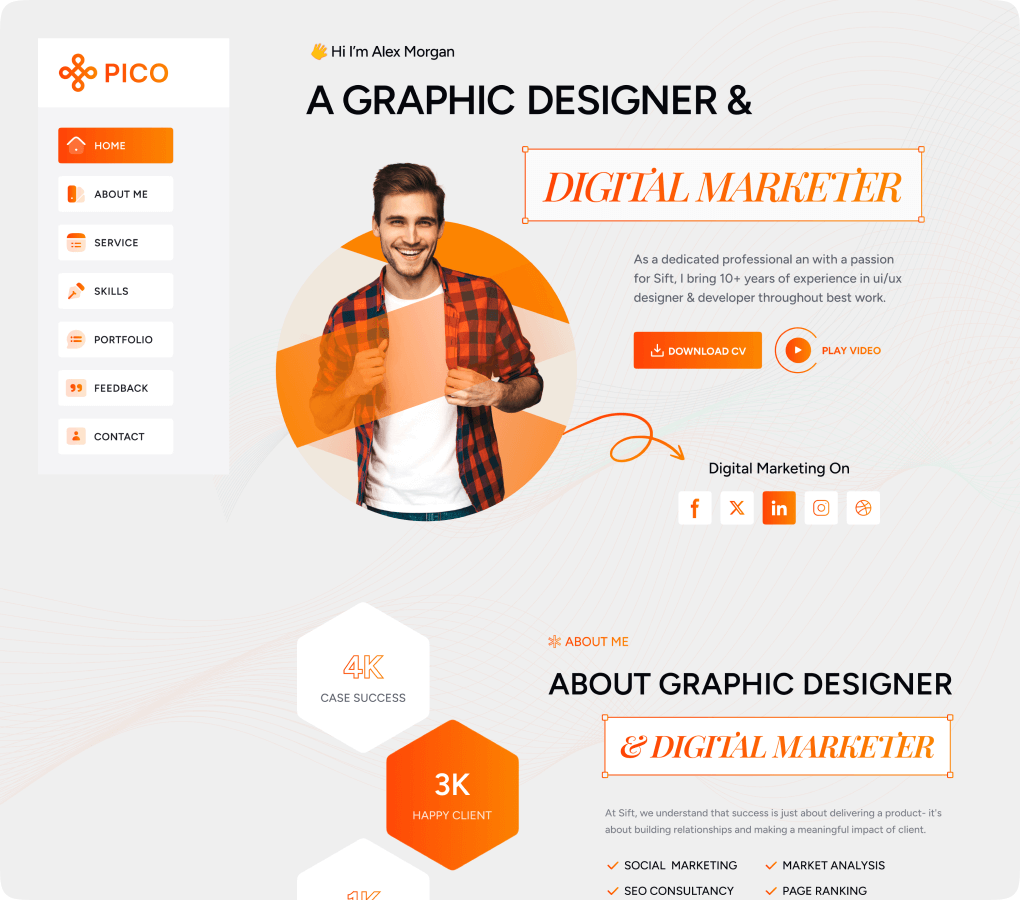 PICO
HOME
ABOUT ME
SERVICE
SKILLS
PORTFOLIO
FEEDBACK
CONTACT
Hi I'm Alex Morgan
A GRAPHIC DESIGNER &
DIGITAL MARKETER
As a dedicated professional an with a passion
for Sift, I bring 10+ years of experience in ui/ux
designer & developer throughout best work.
DOWNLOAD CV
PLAY VIDEO
Digital Marketing On
4K
CASE SUCCESS
3K
HAPPY CLIENT
1K
ABOUT ME
ABOUT GRAPHIC DESIGNER
& DIGITAL MARKETER
At Sift, we understand that success is just about delivering a product- it's
about building relationships and making a meaningful impact of client.
SOCIAL MARKETING
MARKET ANALYSIS
SEO CONSULTANCY
PAGE RANKING